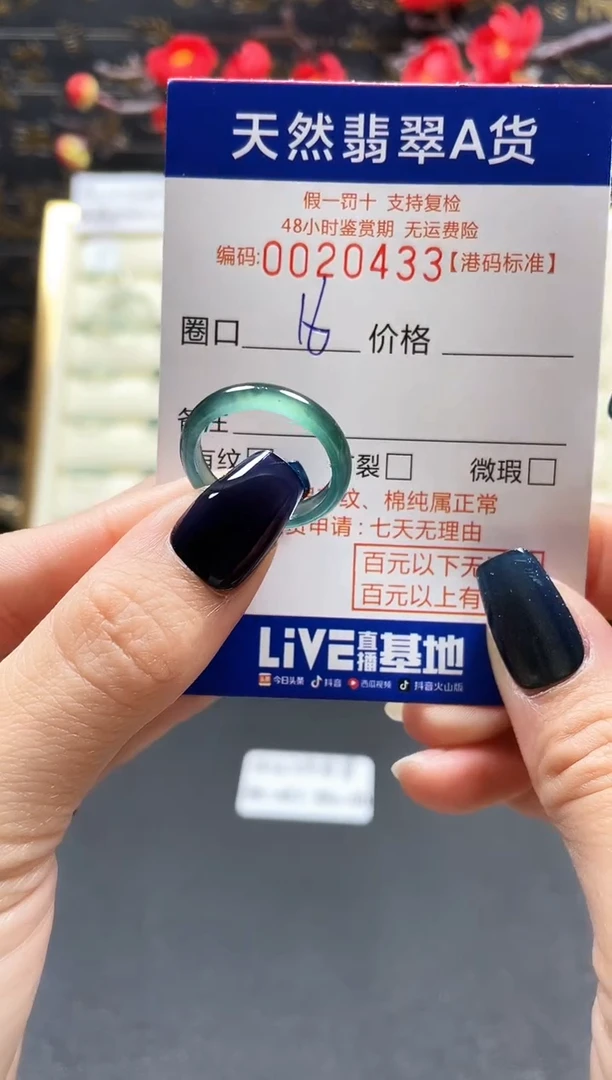 天然翡翠A货
假一罚十 支持复检
48小时鉴赏期 无运费险
编码:0020433【港码标准】
圈口 16 价格
备注
有纹□ 裂□ 微瑕□
纹、棉纯属正常
申请:七天无理由
百元以下无
百元以上有
LiVE直播基地
今日头条 抖音 西瓜视频 抖音火山版